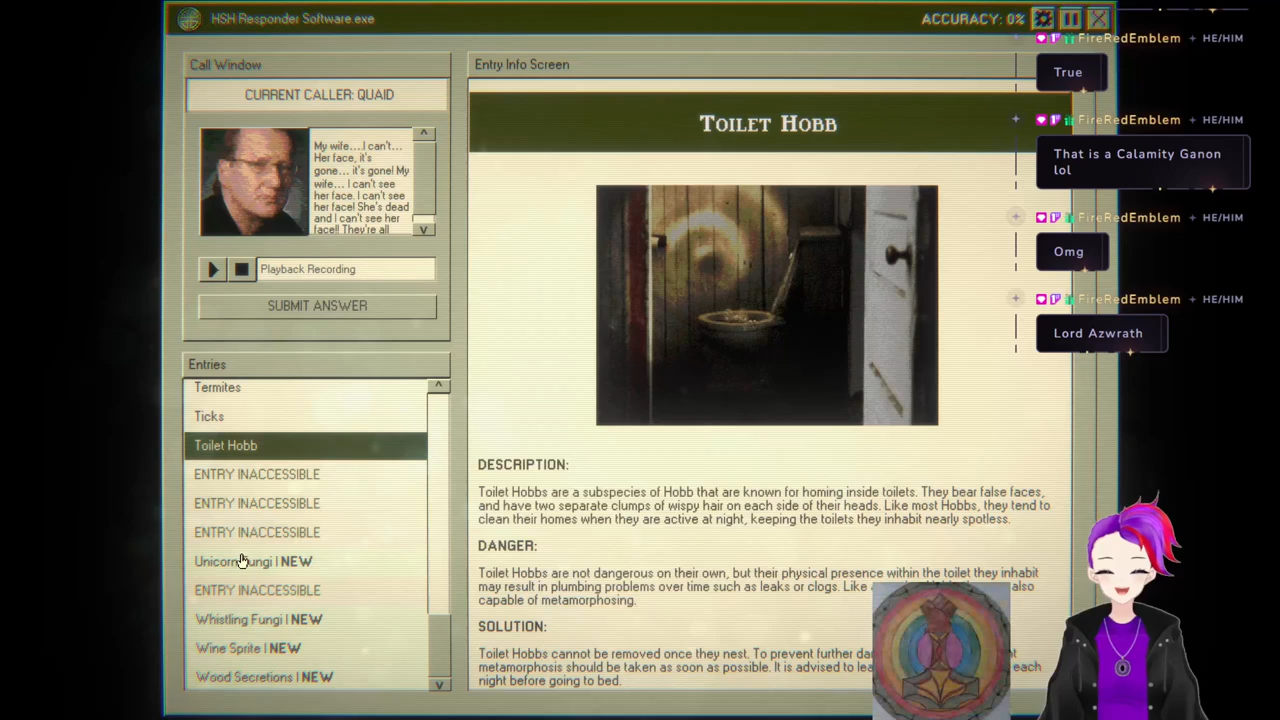 HSH Responder Software.exe
ACCURACY: 0%
Call Window
CURRENT CALLER: QUAID
My wife....I can't...
Her face, it's
gone... it's gone! My
wife... I can't see
her face. I can't see
her face! She's dead
and I can't see her
face!! They're all
Playback Recording
SUBMIT ANSWER
Entries
Termites
Ticks
Toilet Hobb
ENTRY INACCESSIBLE
ENTRY INACCESSIBLE
ENTRY INACCESSIBLE
Unicorn Fungi | NEW
ENTRY INACCESSIBLE
Whistling Fungi | NEW
Wine Sprite | NEW
Wood Secretions | NEW
Entry Info Screen
Toilet Hobb
DESCRIPTION:
Toilet Hobbs are a subspecies of Hobb that are known for homing inside toilets. They bear false faces,
and have two separate clumps of wispy hair on each side of their heads. Like most Hobbs, they tend to
clean their homes when they are active at night, keeping the toilets they inhabit nearly spotless.
DANGER:
Toilet Hobbs are not dangerous on their own, but their physical presence within the toilet they inhabit
may result in plumbing problems over time such as leaks or clogs. Like also
capable of metamorphosing.
SOLUTION:
Toilet Hobbs cannot be removed once they nest. To prevent further
metamorphosis should be taken as soon as possible. It is advised to each
night before going to bed.
FireRedEmblem + HE/HIM
True
FireRedEmblem + HE/HIM
That is a Calamity Ganon
lol
FireRedEmblem + HE/HIM
Omg
FireRedEmblem + HE/HIM
Lord Azwrath